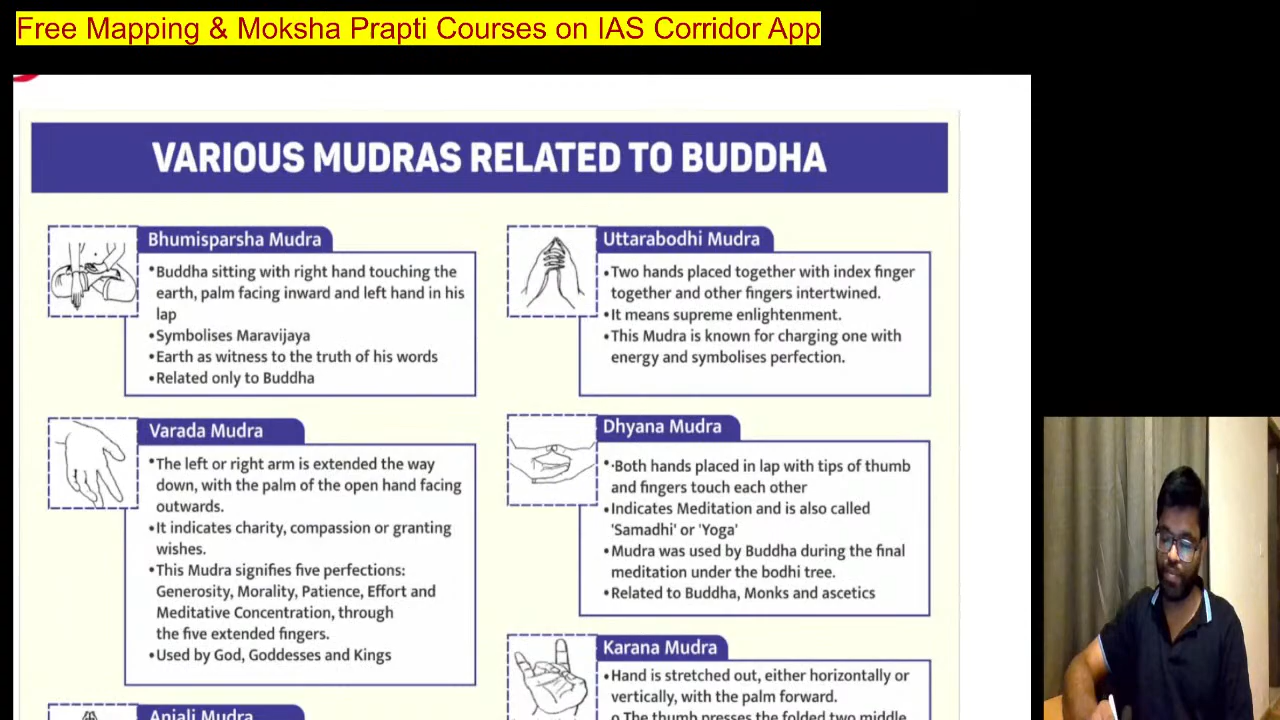 Free Mapping & Moksha Prapti Courses on IAS Corridor App
VARIOUS MUDRAS RELATED TO BUDDHA
Bhumisparsha Mudra
•Buddha sitting with right hand touching the
earth, palm facing inward and left hand in his
lap
•Symbolises Maravijaya
•Earth as witness to the truth of his words
•Related only to Buddha
Varada Mudra
•The left or right arm is extended the way
down, with the palm of the open hand facing
outwards.
•It indicates charity, compassion or granting
wishes.
•This Mudra signifies five perfections:
Generosity, Morality, Patience, Effort and
Meditative Concentration, through
the five extended fingers.
•Used by God, Goddesses and Kings
Anjali Mudra
Uttarabodhi Mudra
•Two hands placed together with index finger
together and other fingers intertwined.
•It means supreme enlightenment.
•This Mudra is known for charging one with
energy and symbolises perfection.
Dhyana Mudra
•·Both hands placed in lap with tips of thumb
and fingers touch each other
•Indicates Meditation and is also called
'Samadhi' or 'Yoga'
•Mudra was used by Buddha during the final
meditation under the bodhi tree.
•Related to Buddha, Monks and ascetics
Karana Mudra
•Hand is stretched out, either horizontally or
vertically, with the palm forward.
o The thumb presses the folded two middle